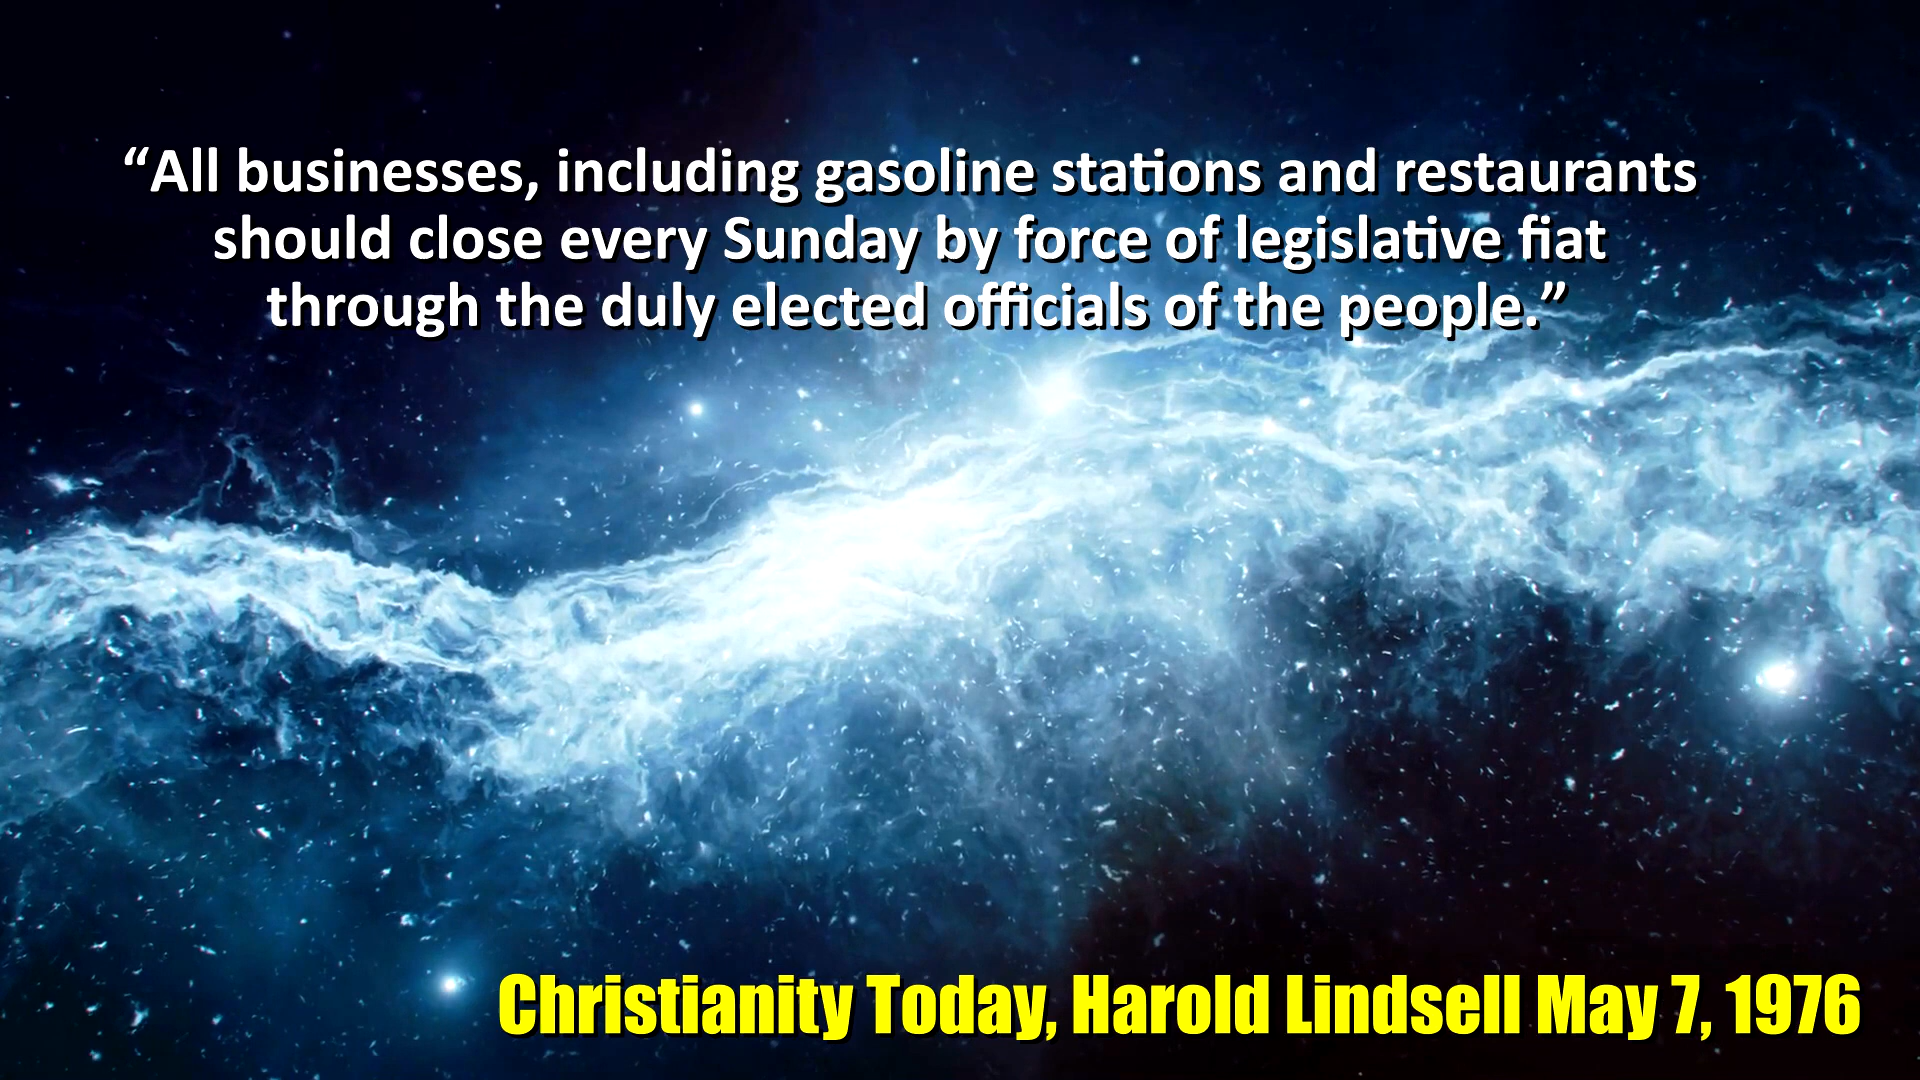 “All businesses, including gasoline stations and restaurants
should close every Sunday by force of legislative fiat
through the duly elected officials of the people.”
Christianity Today, Harold Lindsell May 7, 1976